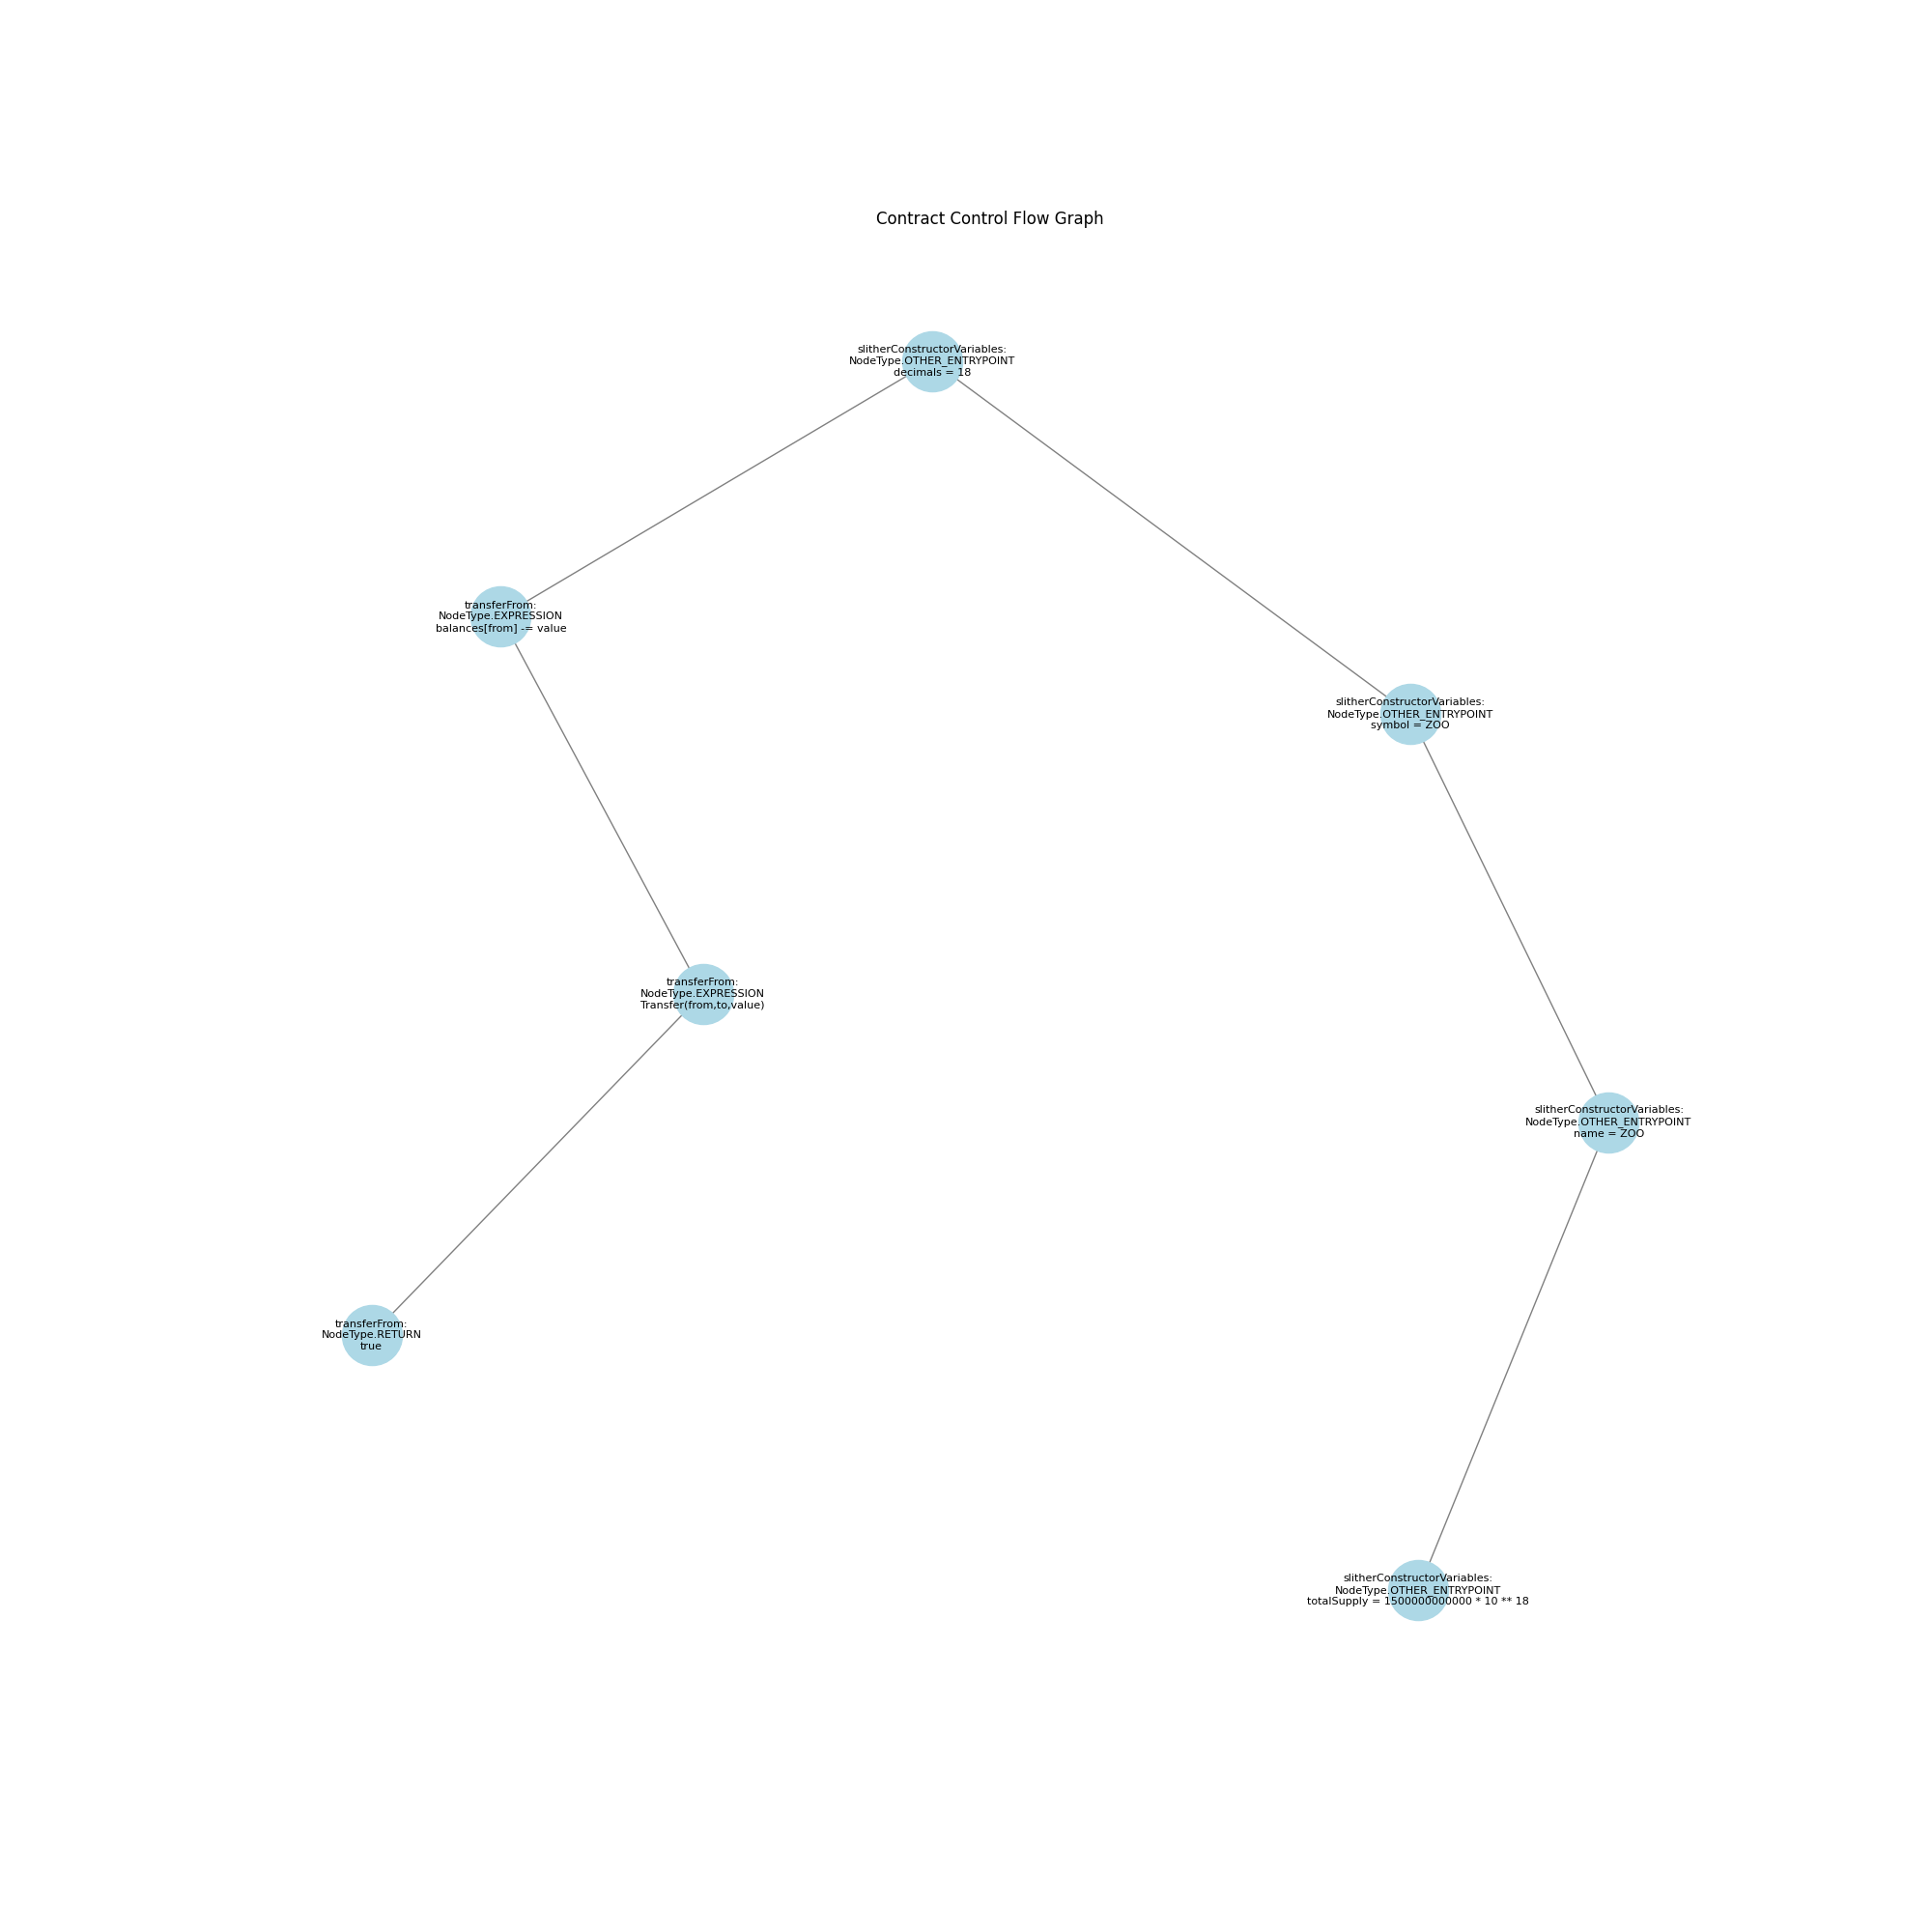 Contract Control Flow Graph
slitherConstructorVariables:
NodeType.OTHER_ENTRYPOINT
decimals = 18
transferFrom:
NodeType.EXPRESSION
balances[from] -= value
slitherConstructorVariables:
NodeType.OTHER_ENTRYPOINT
symbol = ZOO
transferFrom:
NodeType.EXPRESSION
Transfer(from,to,value)
slitherConstructorVariables:
NodeType.OTHER_ENTRYPOINT
name = ZOO
transferFrom:
NodeType.RETURN
true
slitherConstructorVariables:
NodeType.OTHER_ENTRYPOINT
totalSupply = 1500000000000 * 10 ** 18